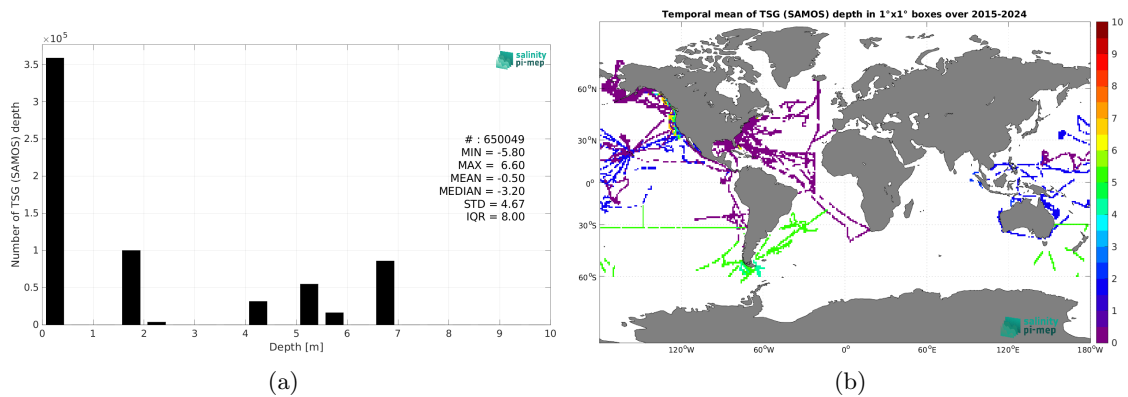 ×10⁵
3.5
3
2.5
2
1.5
1
0.5
0
Number of TSG (SAMOS) depth
salinity
pi-mep
# : 650049
MIN = -5.80
MAX = 6.60
MEAN = -0.50
MEDIAN = -3.20
STD = 4.67
IQR = 8.00
0 1 2 3 4 5 6 7 8 9 10
Depth [m]
(a)
Temporal mean of TSG (SAMOS) depth in 1°x1° boxes over 2015-2024
60°N
30°N
0°
30°S
60°S
120°W 60°W 0° 60°E 120°E 180°W
salinity
pi-mep
10
9
8
7
6
5
4
3
2
1
0
(b)